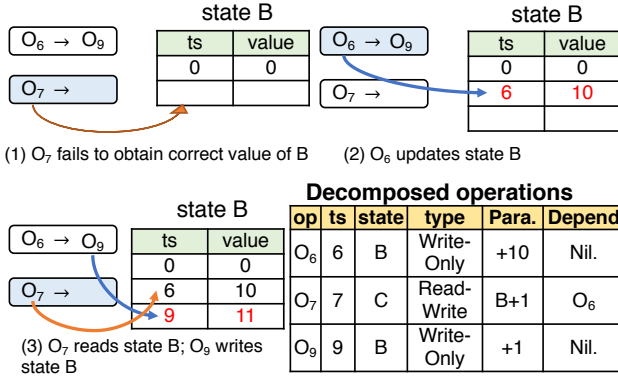 state B
O₆ → O₉
O₇ →
ts value
0 0
(1) O₇ fails to obtain correct value of B
state B
O₆ → O₉
O₇ →
ts value
0 0
6 10
(2) O₆ updates state B
state B
O₆ → O₉
O₇ →
ts value
0 0
6 10
9 11
(3) O₇ reads state B; O₉ writes
state B
Decomposed operations
op ts state type Para. Depend
O₆ 6 B Write-Only +10 Nil.
O₇ 7 C Read-Write B+1 O₆
O₉ 9 B Write-Only +1 Nil.